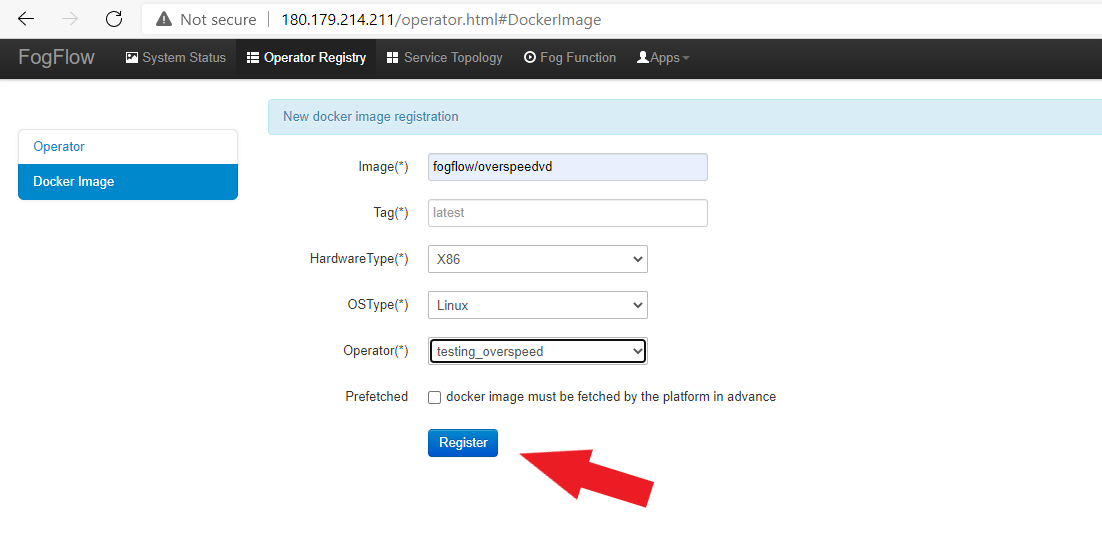 Not secure | 180.179.214.211/operator.html#DockerImage
FogFlow System Status Operator Registry Service Topology Fog Function Apps
New docker image registration
Operator
Docker Image
Image(*) fogflow/overspeedvd
Tag(*) latest
HardwareType(*) X86
OSType(*) Linux
Operator(*) testing_overspeed
Prefetched docker image must be fetched by the platform in advance
Register